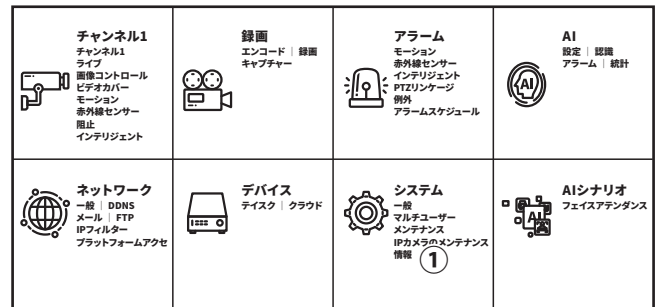 チャンネル1
チャンネル1
ライブ
画像コントロール
ビデオカバー
モーション
赤外線センサー
阻止
インテリジェント
録画
エンコード | 録画
キャプチャー
アラーム
モーション
赤外線センサー
インテリジェント
PTZリンケージ
例外
アラームスケジュール
AI
設定 | 認識
アラーム | 統計
AI
ネットワーク
一般 | DDNS
メール | FTP
IPフィルター
プラットフォームアクセ
デバイス
テイスク | クラウド
システム
一般
マルチユーザー
メンテナンス
IPカメラのメンテナンス
情報 ①
AIシナリオ
フェイスアテンダンス
AI